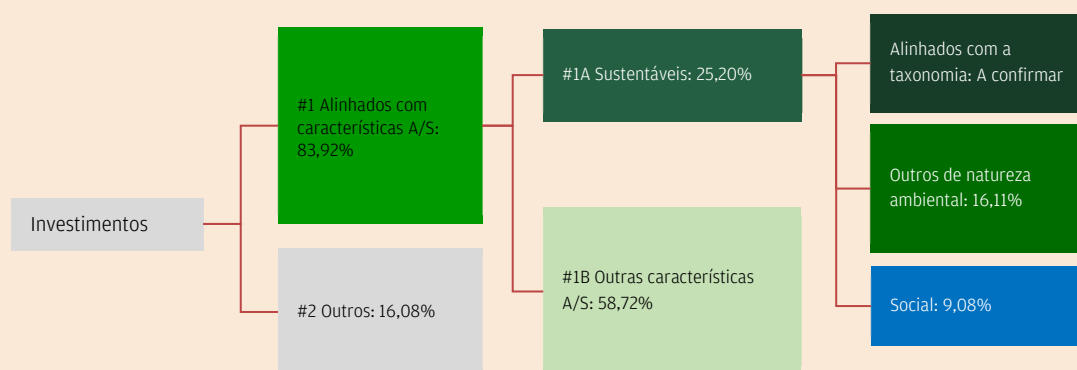 Investimentos
#1 Alinhados com
características A/S:
83,92%
#2 Outros: 16,08%
#1A Sustentáveis: 25,20%
#1B Outras características
A/S: 58,72%
Alinhados com a
taxonomia: A confirmar
Outros de natureza
ambiental: 16,11%
Social: 9,08%